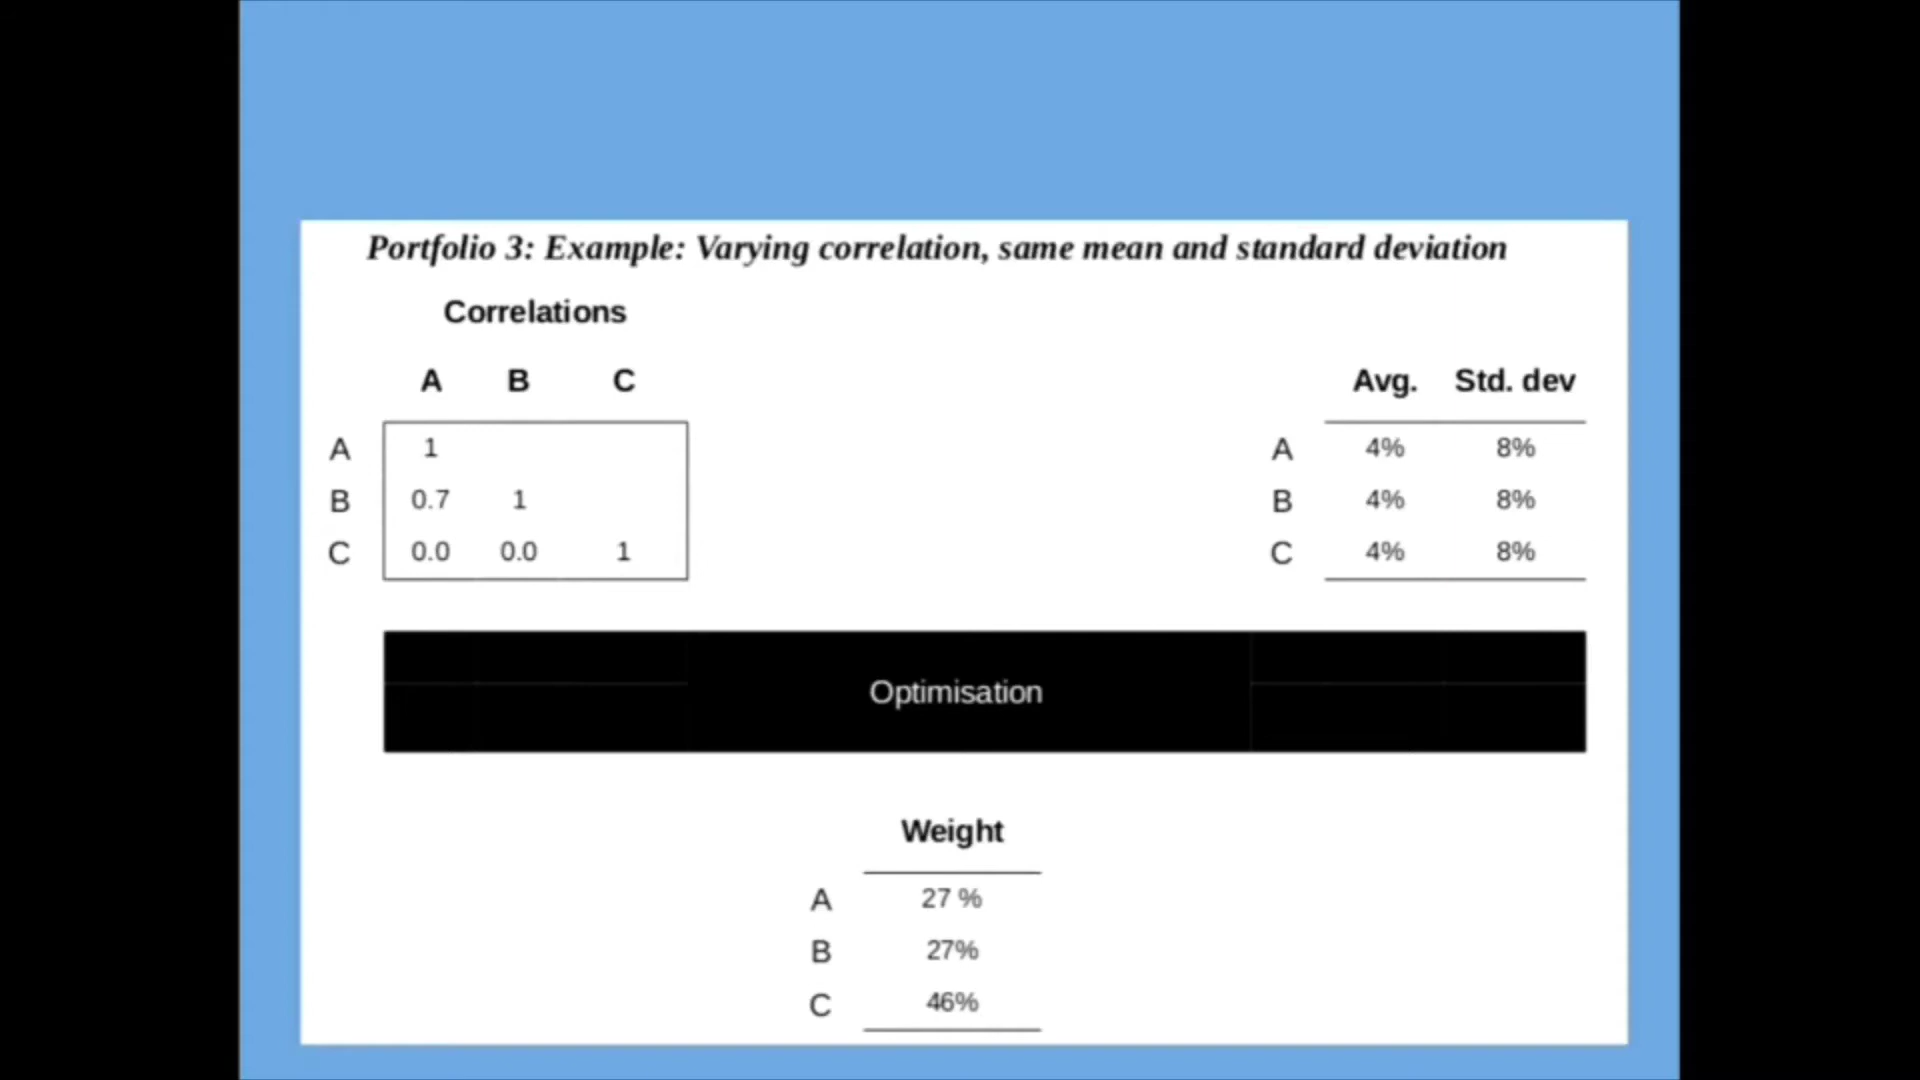 Portfolio 3: Example: Varying correlation, same mean and standard deviation
Correlations
A B C Avg. Std. dev
A 1 A 4% 8%
B 0.7 1 B 4% 8%
C 0.0 0.0 1 C 4% 8%
Optimisation
Weight
A 27 %
B 27%
C 46%